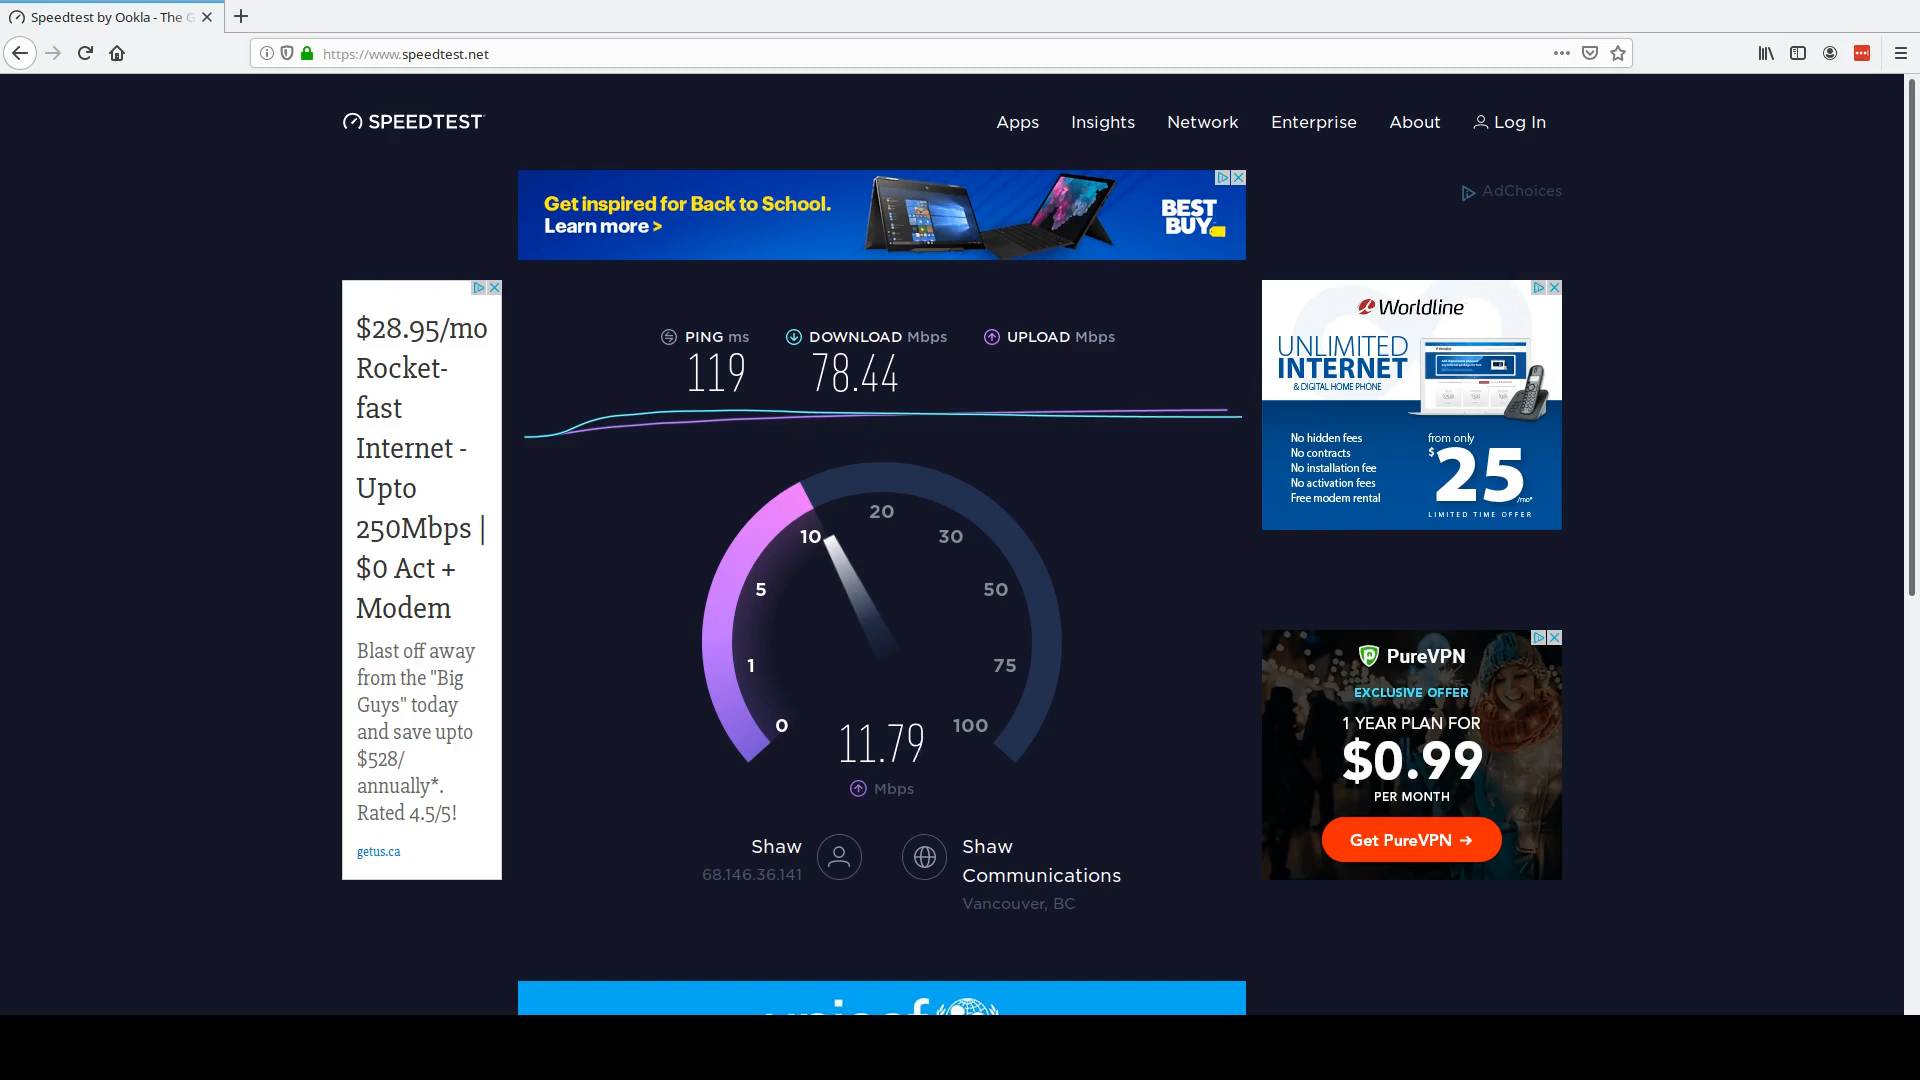 Speedtest by Ookla - The G
https://www.speedtest.net
SPEEDTEST
Apps Insights Network Enterprise About Log In
Get inspired for Back to School.
Learn more >
BEST
BUY
AdChoices
$28.95/mo
Rocket-
fast
Internet -
Upto
250Mbps |
$0 Act +
Modem
Blast off away
from the "Big
Guys" today
and save upto
$528/
annually*.
Rated 4.5/5!
getus.ca
PING ms DOWNLOAD Mbps UPLOAD Mbps
119 78.44
0
1
5
10
20
30
50
75
100
11.79
Mbps
Shaw
68.146.36.141
Shaw
Communications
Vancouver, BC
Worldline
UNLIMITED
INTERNET
& DIGITAL HOME PHONE
No hidden fees
No contracts
No installation fee
No activation fees
Free modem rental
from only
$25/mo*
LIMITED TIME OFFER
PureVPN
EXCLUSIVE OFFER
1 YEAR PLAN FOR
$0.99
PER MONTH
Get PureVPN →
unicef